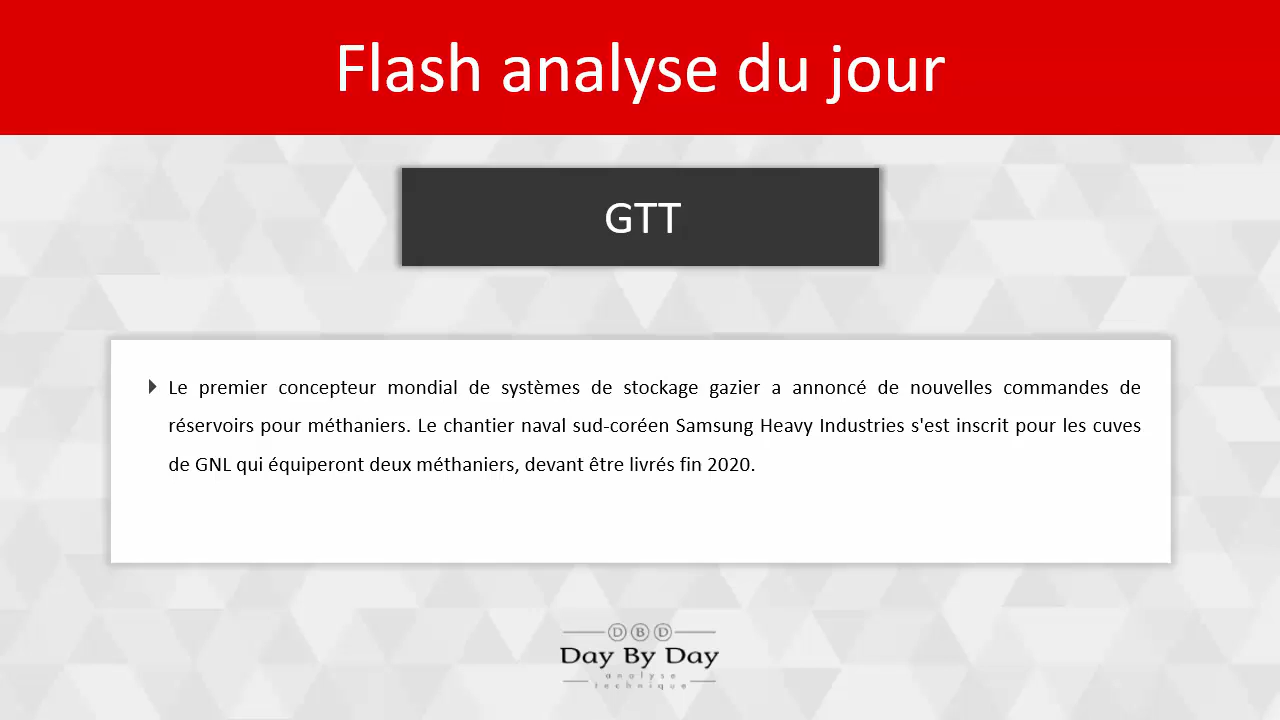 Flash analyse du jour
GTT
Le premier concepteur mondial de systèmes de stockage gazier a annoncé de nouvelles commandes de
réservoirs pour méthaniers. Le chantier naval sud-coréen Samsung Heavy Industries s'est inscrit pour les cuves
de GNL qui équiperont deux méthaniers, devant être livrés fin 2020.
DBD
Day By Day
analyse
technique